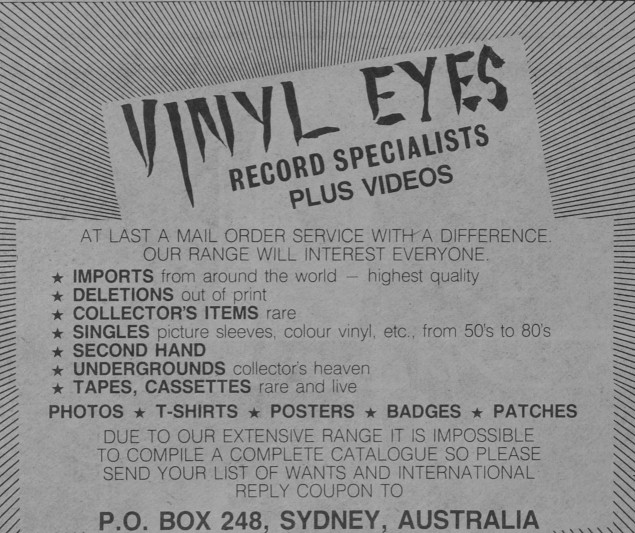 VINYL EYES
RECORD SPECIALISTS
PLUS VIDEOS
AT LAST A MAIL ORDER SERVICE WITH A DIFFERENCE.
OUR RANGE WILL INTEREST EVERYONE.
★ IMPORTS from around the world — highest quality
★ DELETIONS out of print
★ COLLECTOR'S ITEMS rare
★ SINGLES picture sleeves, colour vinyl, etc., from 50's to 80's
★ SECOND HAND
★ UNDERGROUNDS collector's heaven
★ TAPES, CASSETTES rare and live
PHOTOS ★ T-SHIRTS ★ POSTERS ★ BADGES ★ PATCHES
DUE TO OUR EXTENSIVE RANGE IT IS IMPOSSIBLE
TO COMPILE A COMPLETE CATALOGUE SO PLEASE
SEND YOUR LIST OF WANTS AND INTERNATIONAL
REPLY COUPON TO
P.O. BOX 248, SYDNEY, AUSTRALIA